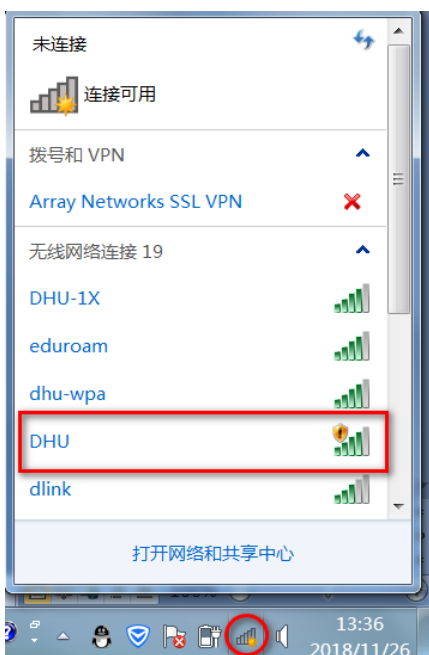 未连接
连接可用
拨号和 VPN
Array Networks SSL VPN
无线网络连接 19
DHU-1X
eduroam
dhu-wpa
DHU
dlink
打开网络和共享中心
13:36
2018/11/26